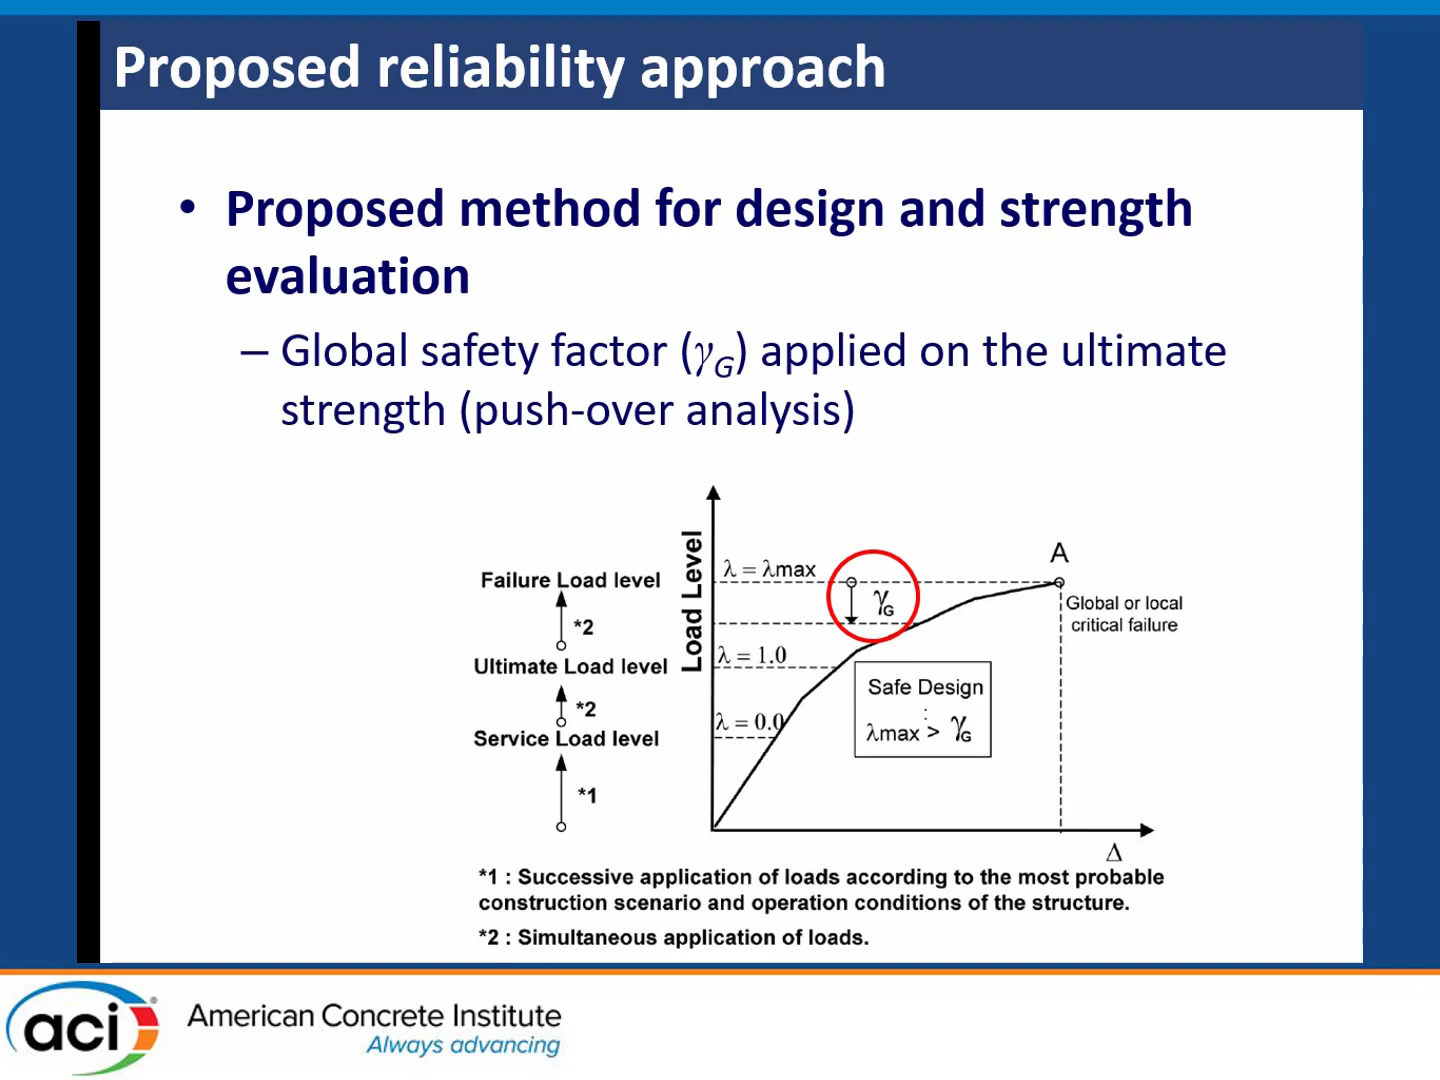 Proposed reliability approach
• Proposed method for design and strength
evaluation
– Global safety factor (γG) applied on the ultimate
strength (push-over analysis)
Load Level
λ = λmax
A
Failure Load level
γG
Global or local
critical failure
*2
λ = 1.0
Ultimate Load level
Safe Design
:
λmax > γG
*2
λ = 0.0
Service Load level
*1
Δ
*1 : Successive application of loads according to the most probable
construction scenario and operation conditions of the structure.
*2 : Simultaneous application of loads.
aci®
American Concrete Institute
Always advancing